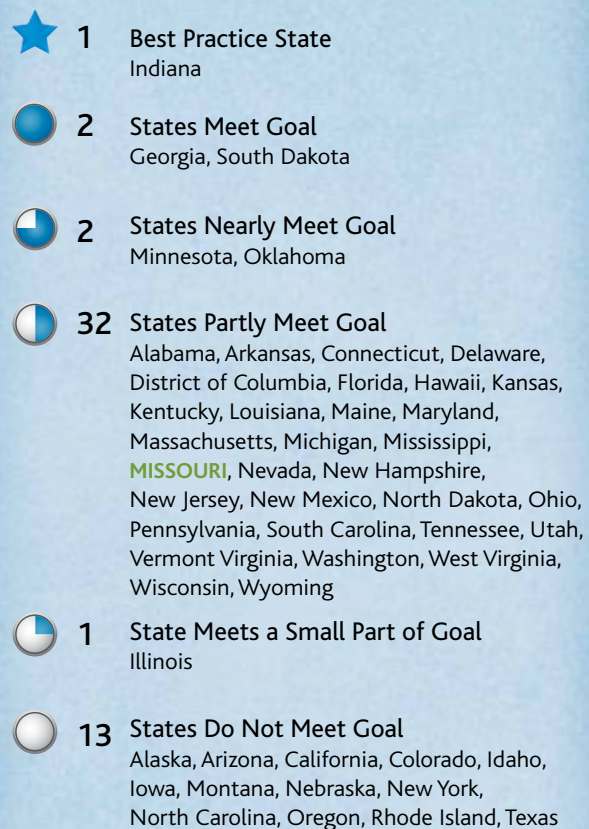 1 Best Practice State
Indiana
2 States Meet Goal
Georgia, South Dakota
2 States Nearly Meet Goal
Minnesota, Oklahoma
32 States Partly Meet Goal
Alabama, Arkansas, Connecticut, Delaware,
District of Columbia, Florida, Hawaii, Kansas,
Kentucky, Louisiana, Maine, Maryland,
Massachusetts, Michigan, Mississippi,
MISSOURI, Nevada, New Hampshire,
New Jersey, New Mexico, North Dakota, Ohio,
Pennsylvania, South Carolina, Tennessee, Utah,
Vermont Virginia, Washington, West Virginia,
Wisconsin, Wyoming
1 State Meets a Small Part of Goal
Illinois
13 States Do Not Meet Goal
Alaska, Arizona, California, Colorado, Idaho,
Iowa, Montana, Nebraska, New York,
North Carolina, Oregon, Rhode Island, Texas